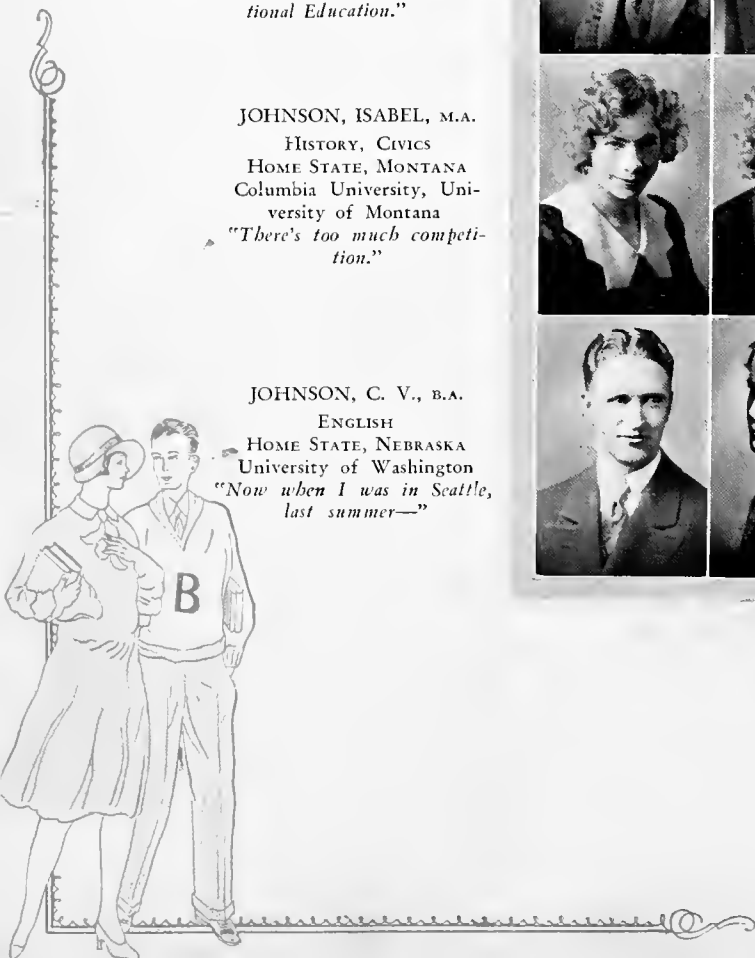 tional Education."
JOHNSON, ISABEL, M.A.
HISTORY, CIVICS
HOME STATE, MONTANA
Columbia University, Uni-
versity of Montana
"There's too much competi-
tion."
JOHNSON, C. V., B.A.
ENGLISH
HOME STATE, NEBRASKA
University of Washington
"Now when I was in Seattle,
last summer—"
B